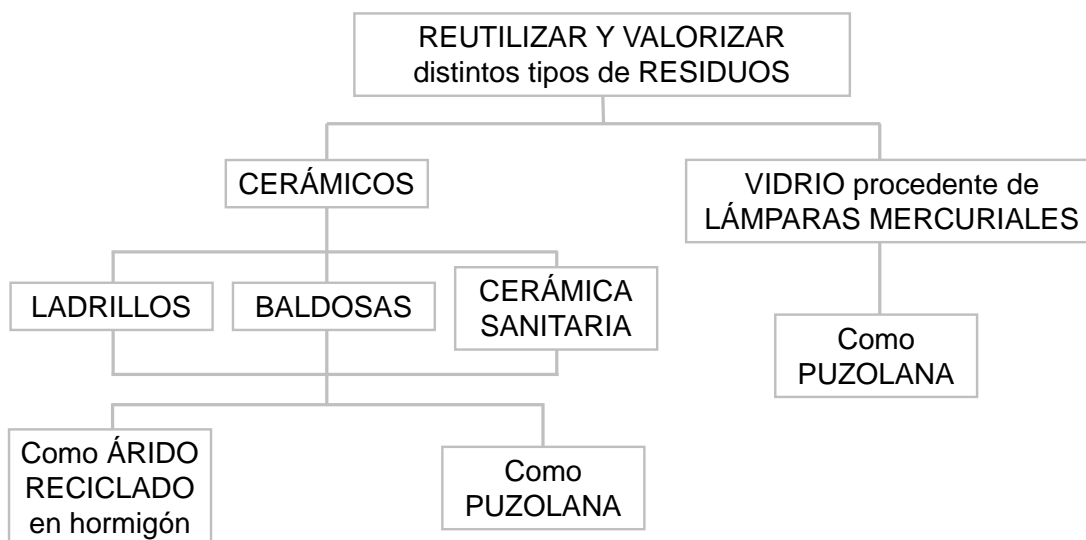 REUTILIZAR Y VALORIZAR
distintos tipos de RESIDUOS
CERÁMICOS
VIDRIO procedente de
LÁMPARAS MERCURIALES
LADRILLOS
BALDOSAS
CERÁMICA
SANITARIA
Como
PUZOLANA
Como ÁRIDO
RECICLADO
en hormigón
Como
PUZOLANA